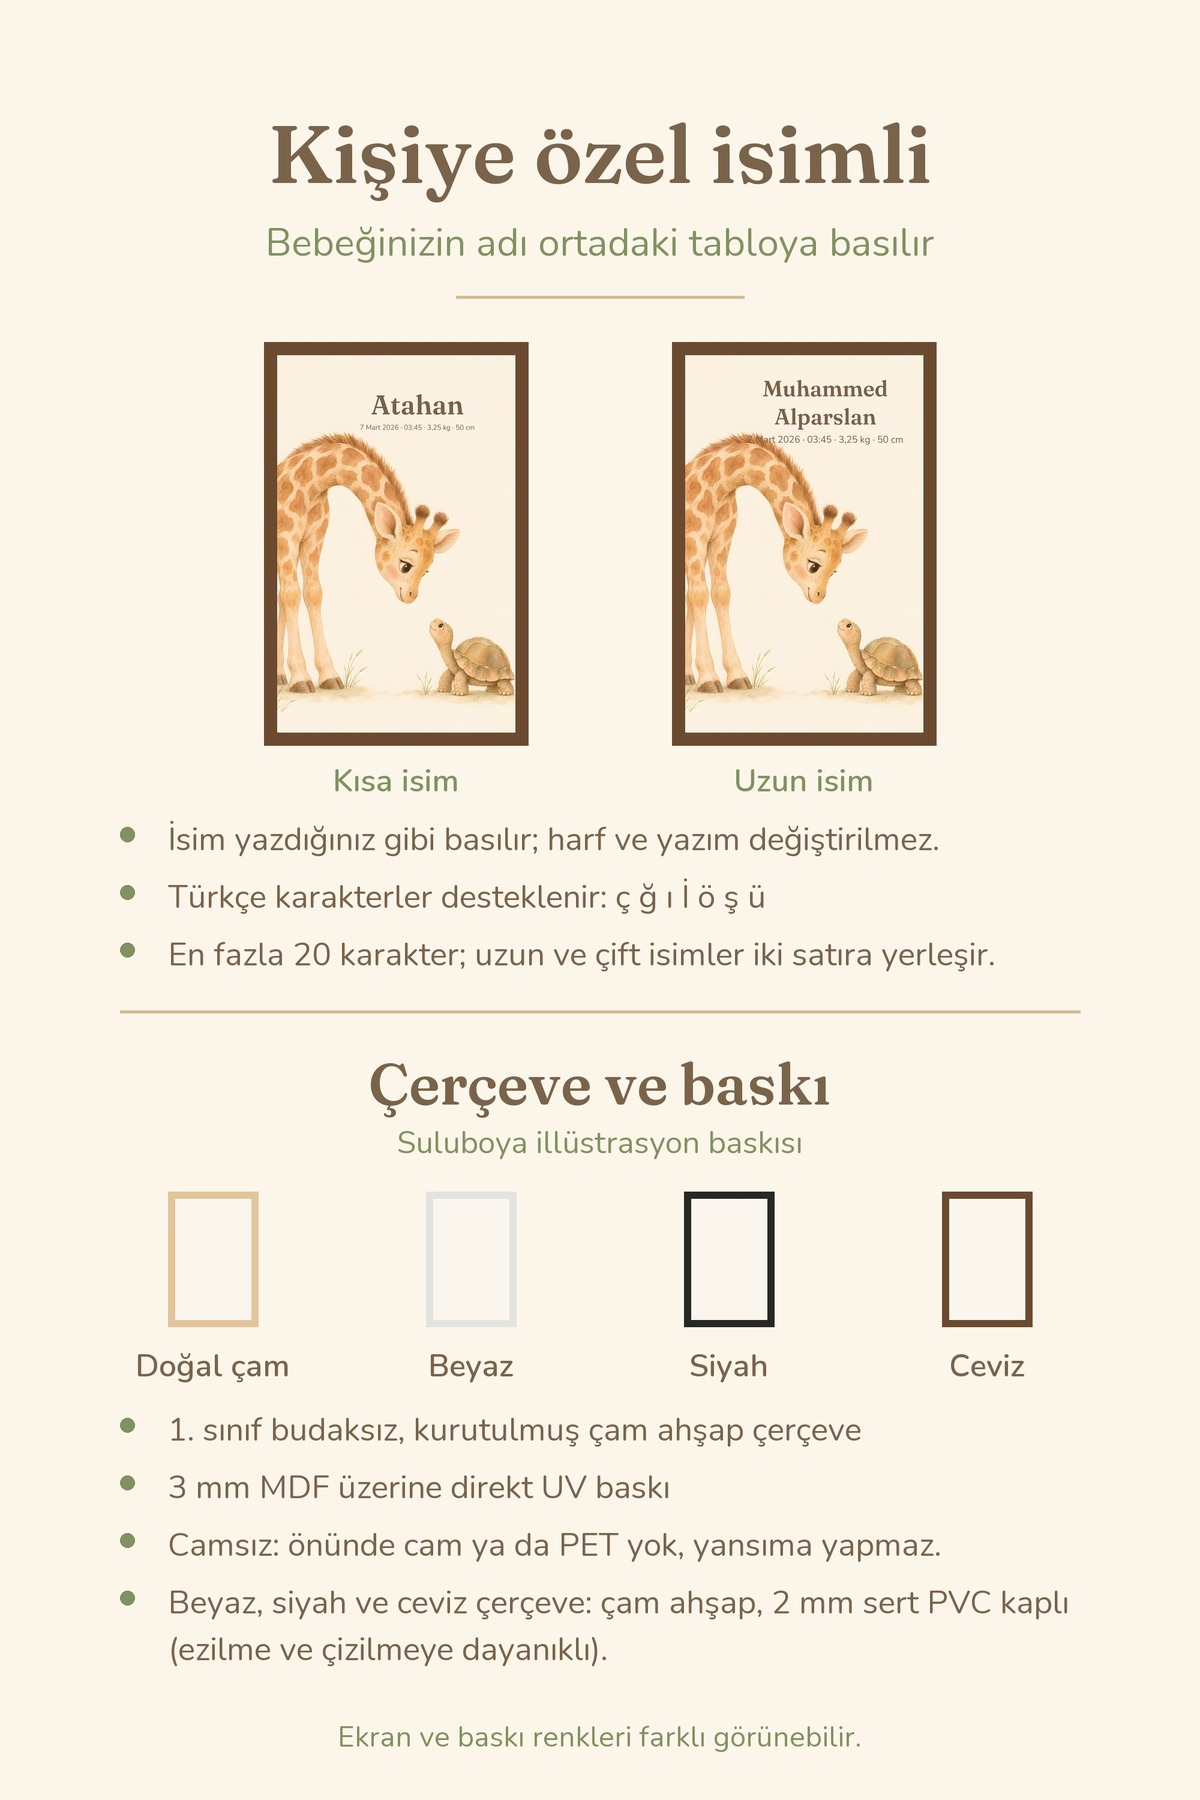 Kişiye özel isimli
Bebeğinizin adı ortadaki tabloya basılır
Atahan
7 Mart 2026 · 03:45 · 3,25 kg · 50 cm
Muhammed
Alparslan
7 Mart 2026 · 03:45 · 3,25 kg · 50 cm
Kısa isim
Uzun isim
İsim yazdığınız gibi basılır; harf ve yazım değiştirilmez.
Türkçe karakterler desteklenir: ç ğ ı İ ö ş ü
En fazla 20 karakter; uzun ve çift isimler iki satıra yerleşir.
Çerçeve ve baskı
Suluboya illüstrasyon baskısı
Doğal çam
Beyaz
Siyah
Ceviz
1. sınıf budaksız, kurutulmuş çam ahşap çerçeve
3 mm MDF üzerine direkt UV baskı
Camsız: önünde cam ya da PET yok, yansıma yapmaz.
Beyaz, siyah ve ceviz çerçeve: çam ahşap, 2 mm sert PVC kaplı
(ezilme ve çizilmeye dayanıklı).
Ekran ve baskı renkleri farklı görünebilir.